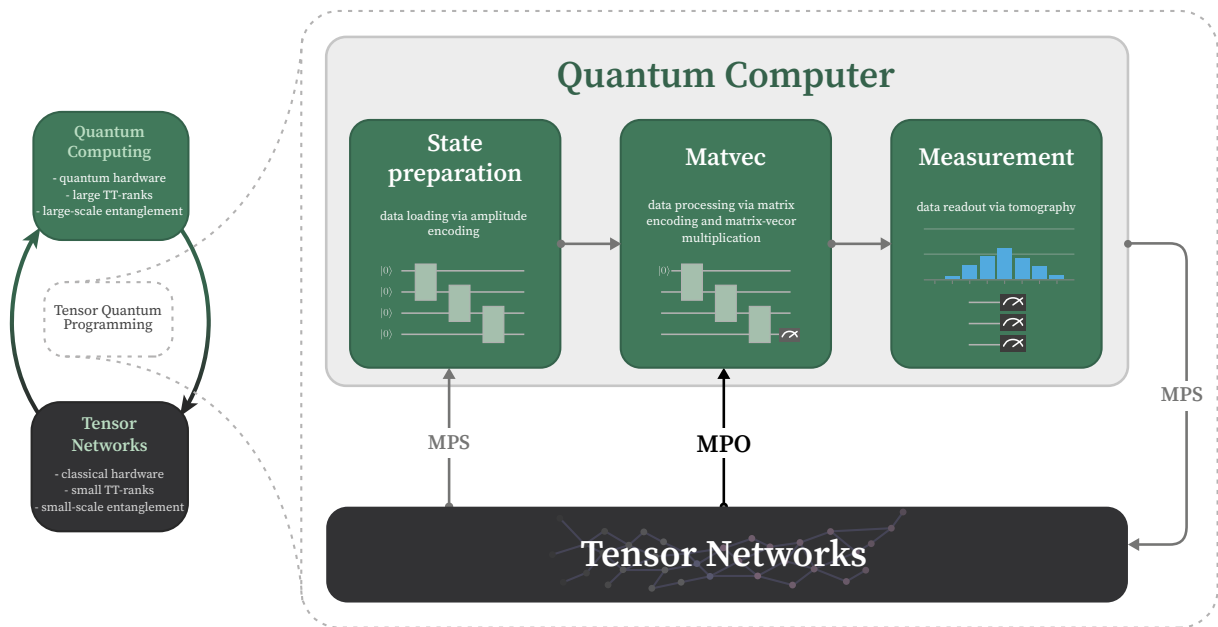 Quantum
Computing
- quantum hardware
- large TT-ranks
- large-scale entanglement
Tensor Quantum
Programming
Tensor
Networks
- classical hardware
- small TT-ranks
- small-scale entanglement
Quantum Computer
State
preparation
data loading via amplitude
encoding
|0⟩
|0⟩
|0⟩
|0⟩
Matvec
data processing via matrix
encoding and matrix-vecor
multiplication
|0⟩
Measurement
data readout via tomography
MPS
MPO
MPS
Tensor Networks